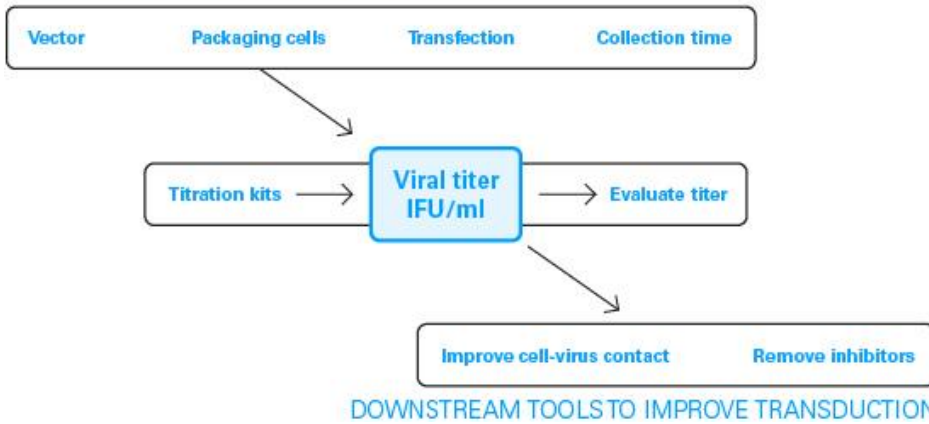 Vector Packaging cells Transfection Collection time
Titration kits Viral titer IFU/ml Evaluate titer
Improve cell-virus contact Remove inhibitors
DOWNSTREAM TOOLS TO IMPROVE TRANSDUCTION